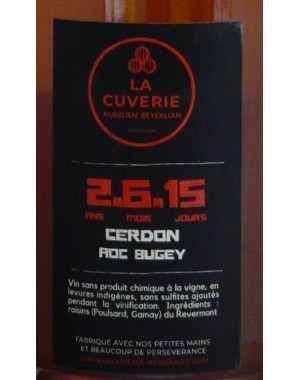 LA
CUVERIE
AURÉLIEN BEYEKLIAN
2.6.15
ANS MOIS JOURS
CERDON
AOC BUGEY
Vin sans produit chimique à la vigne, en
levures indigènes, sans sulfites ajoutés
pendant la vinification. Ingrédients :
raisins (Poulsard, Gamay) du Revermont
FABRIQUÉ AVEC NOS PETITES MAINS
ET BEAUCOUP DE PERSEVERANCE